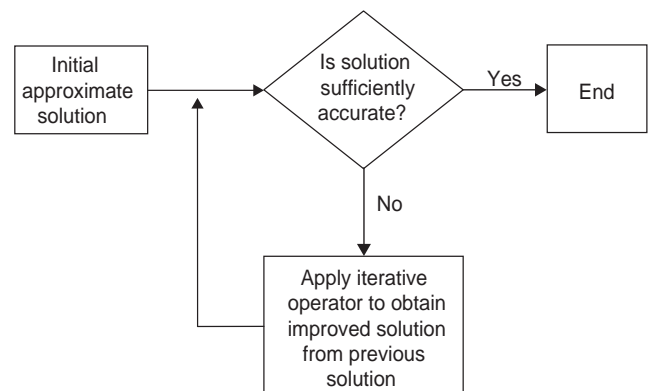 Initial
approximate
solution
Is solution
sufficiently
accurate?
Yes
End
No
Apply iterative
operator to obtain
improved solution
from previous
solution